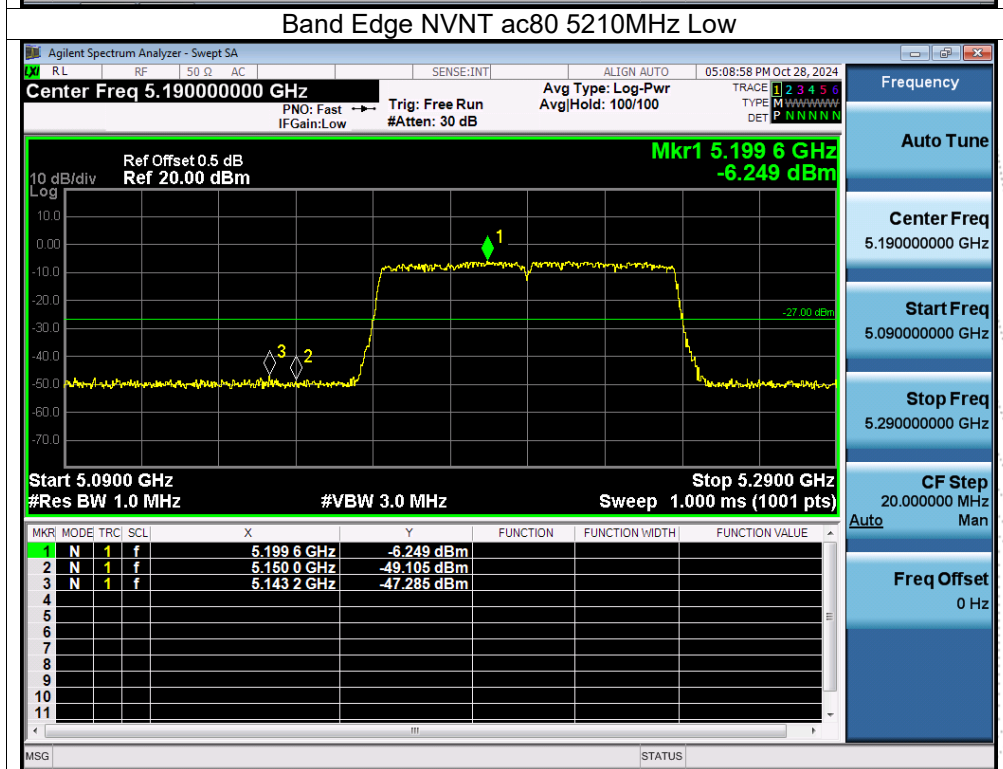 Band Edge NVNT ac80 5210MHz Low
Agilent Spectrum Analyzer - Swept SA
LXI RL RF 50 Ω AC SENSE:INT ALIGN AUTO 05:08:58 PM Oct 28, 2024
Center Freq 5.190000000 GHz
PNO: Fast
IFGain:Low
Trig: Free Run
#Atten: 30 dB
Avg Type: Log-Pwr
Avg|Hold: 100/100
TRACE 1 2 3 4 5 6
TYPE M WWWWW
DET P N N N N N
Mkr1 5.199 6 GHz
-6.249 dBm
Ref Offset 0.5 dB
10 dB/div Ref 20.00 dBm
Log
10.0
0.00
-10.0
-20.0
-30.0
-40.0
-50.0
-60.0
-70.0
1
3
2
-27.00 dBm
Start 5.0900 GHz Stop 5.2900 GHz
#Res BW 1.0 MHz #VBW 3.0 MHz Sweep 1.000 ms (1001 pts)
MKR MODE TRC SCL X Y FUNCTION FUNCTION WIDTH FUNCTION VALUE
1 N 1 f 5.199 6 GHz -6.249 dBm
2 N 1 f 5.150 0 GHz -49.105 dBm
3 N 1 f 5.143 2 GHz -47.285 dBm
4
5
6
7
8
9
10
11
MSG STATUS
Frequency
Auto Tune
Center Freq
5.190000000 GHz
Start Freq
5.090000000 GHz
Stop Freq
5.290000000 GHz
CF Step
20.000000 MHz
Auto Man
Freq Offset
0 Hz